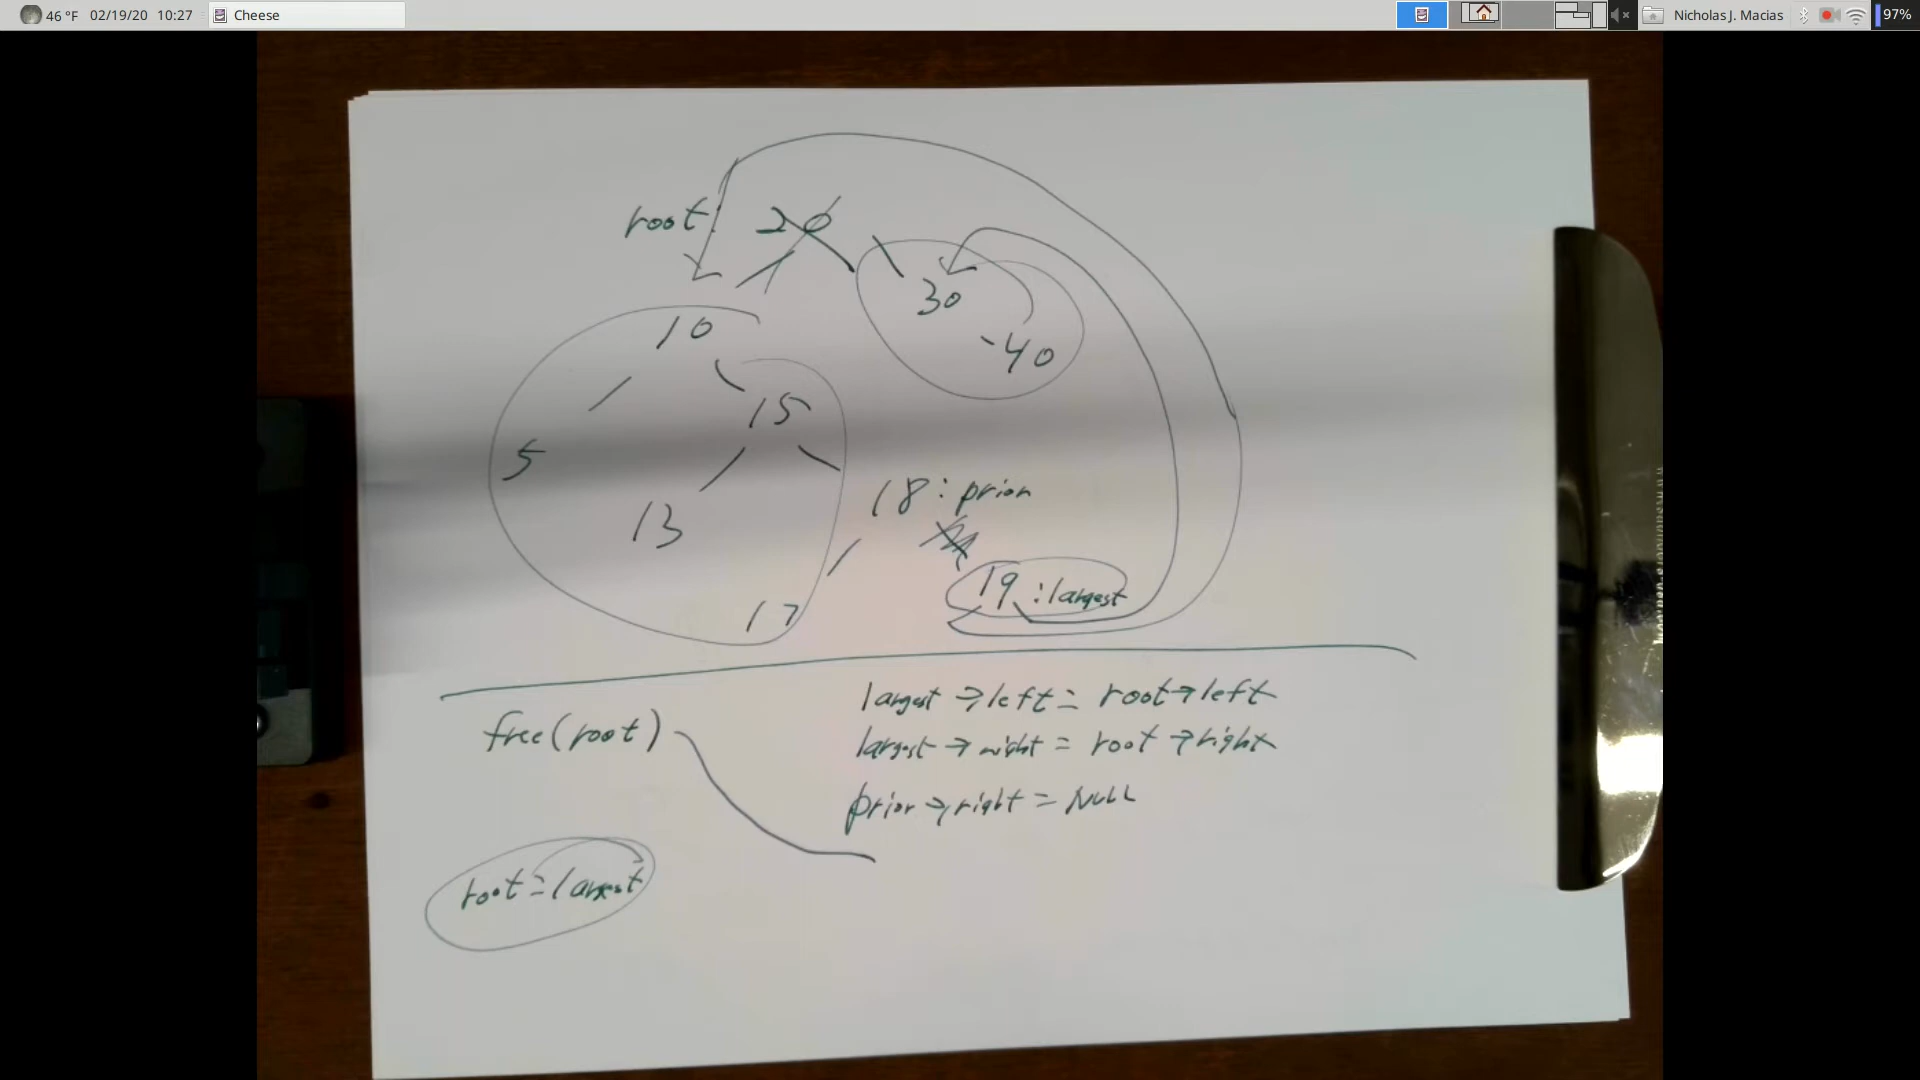 46 °F 02/19/20 10:27 Cheese Nicholas J. Macias 97%
root: 20
30
10
40
15
5
18: prior
13
19: largest
17
largest → left = root → left
free(root)
largest → right = root → right
prior → right = NULL
root = largest